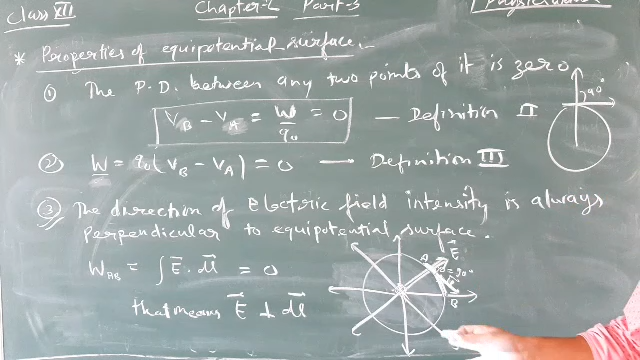 Class XII Chapter-2 Part-3
* Properties of equipotential surface.
① The P.D. between any two points of it is zero
V_B - V_A = W/q_0 = 0 — Definition II
90°
② W = q_0 (V_B - V_A) = 0 — Definition III
③ The direction of Electric field intensity is always
perpendicular to equipotential surface.
W_AB = ∫ E⃗ . dl⃗ = 0
A E⃗
= 90°
B
that means E⃗ ⊥ dl⃗